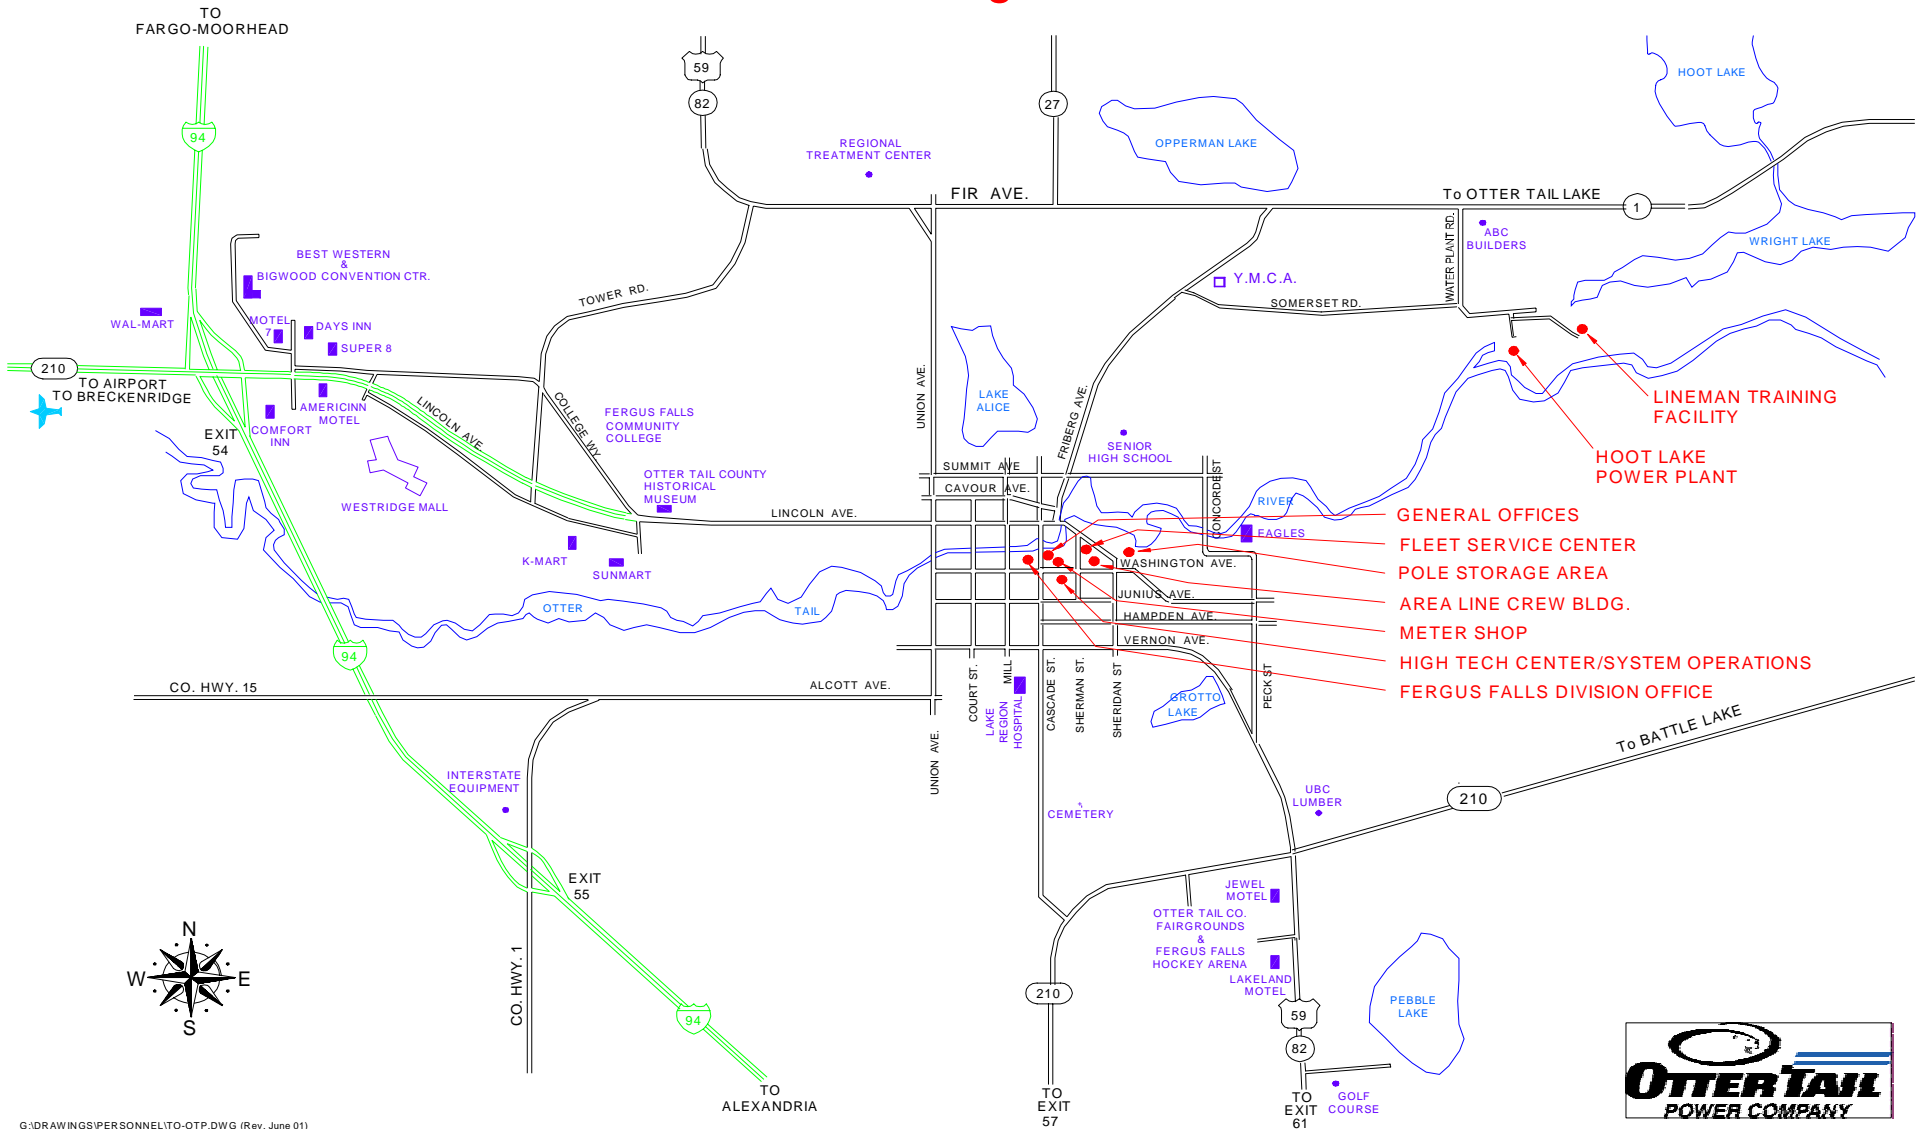 TO
FARGO-MOORHEAD
94
59
82
27
HOOT LAKE
OPPERMAN LAKE
REGIONAL
TREATMENT CENTER
FIR AVE.
To OTTER TAIL LAKE
1
WATER PLANT RD.
ABC
BUILDERS
WRIGHT LAKE
BEST WESTERN
&
BIGWOOD CONVENTION CTR.
Y.M.C.A.
TOWER RD.
SOMERSET RD.
WAL-MART
MOTEL
7
DAYS INN
SUPER 8
210
TO AIRPORT
TO BRECKENRIDGE
AMERICINN
MOTEL
COMFORT
INN
EXIT
54
LINCOLN AVE.
COLLEGE WY
FERGUS FALLS
COMMUNITY
COLLEGE
UNION AVE.
LAKE
ALICE
FRIBERG AVE.
SENIOR
HIGH SCHOOL
LINEMAN TRAINING
FACILITY
HOOT LAKE
POWER PLANT
WESTRIDGE MALL
OTTER TAIL COUNTY
HISTORICAL
MUSEUM
SUMMIT AVE
CAVOUR AVE.
LINCOLN AVE.
CONCORDE ST
RIVER
EAGLES
GENERAL OFFICES
FLEET SERVICE CENTER
POLE STORAGE AREA
AREA LINE CREW BLDG.
METER SHOP
HIGH TECH CENTER/SYSTEM OPERATIONS
FERGUS FALLS DIVISION OFFICE
K-MART
SUNMART
WASHINGTON AVE.
JUNIUS AVE.
HAMPDEN AVE.
VERNON AVE.
OTTER
TAIL
94
CO. HWY. 15
ALCOTT AVE.
UNION AVE.
COURT ST.
MILL
LAKE
REGION
HOSPITAL
CASCADE ST.
SHERMAN ST.
SHERIDAN ST
PECK ST
GROTTO
LAKE
To BATTLE LAKE
210
INTERSTATE
EQUIPMENT
CEMETERY
UBC
LUMBER
EXIT
55
JEWEL
MOTEL
OTTER TAIL CO.
FAIRGROUNDS
&
FERGUS FALLS
HOCKEY ARENA
LAKELAND
MOTEL
N
W
E
S
CO. HWY. 1
94
210
59
82
PEBBLE
LAKE
TO
ALEXANDRIA
TO
EXIT
57
TO
EXIT
61
GOLF
COURSE
OTTER TAIL
POWER COMPANY
G:\DRAWINGS\PERSONNEL\TO-OTP.DWG (Rev. June 01)